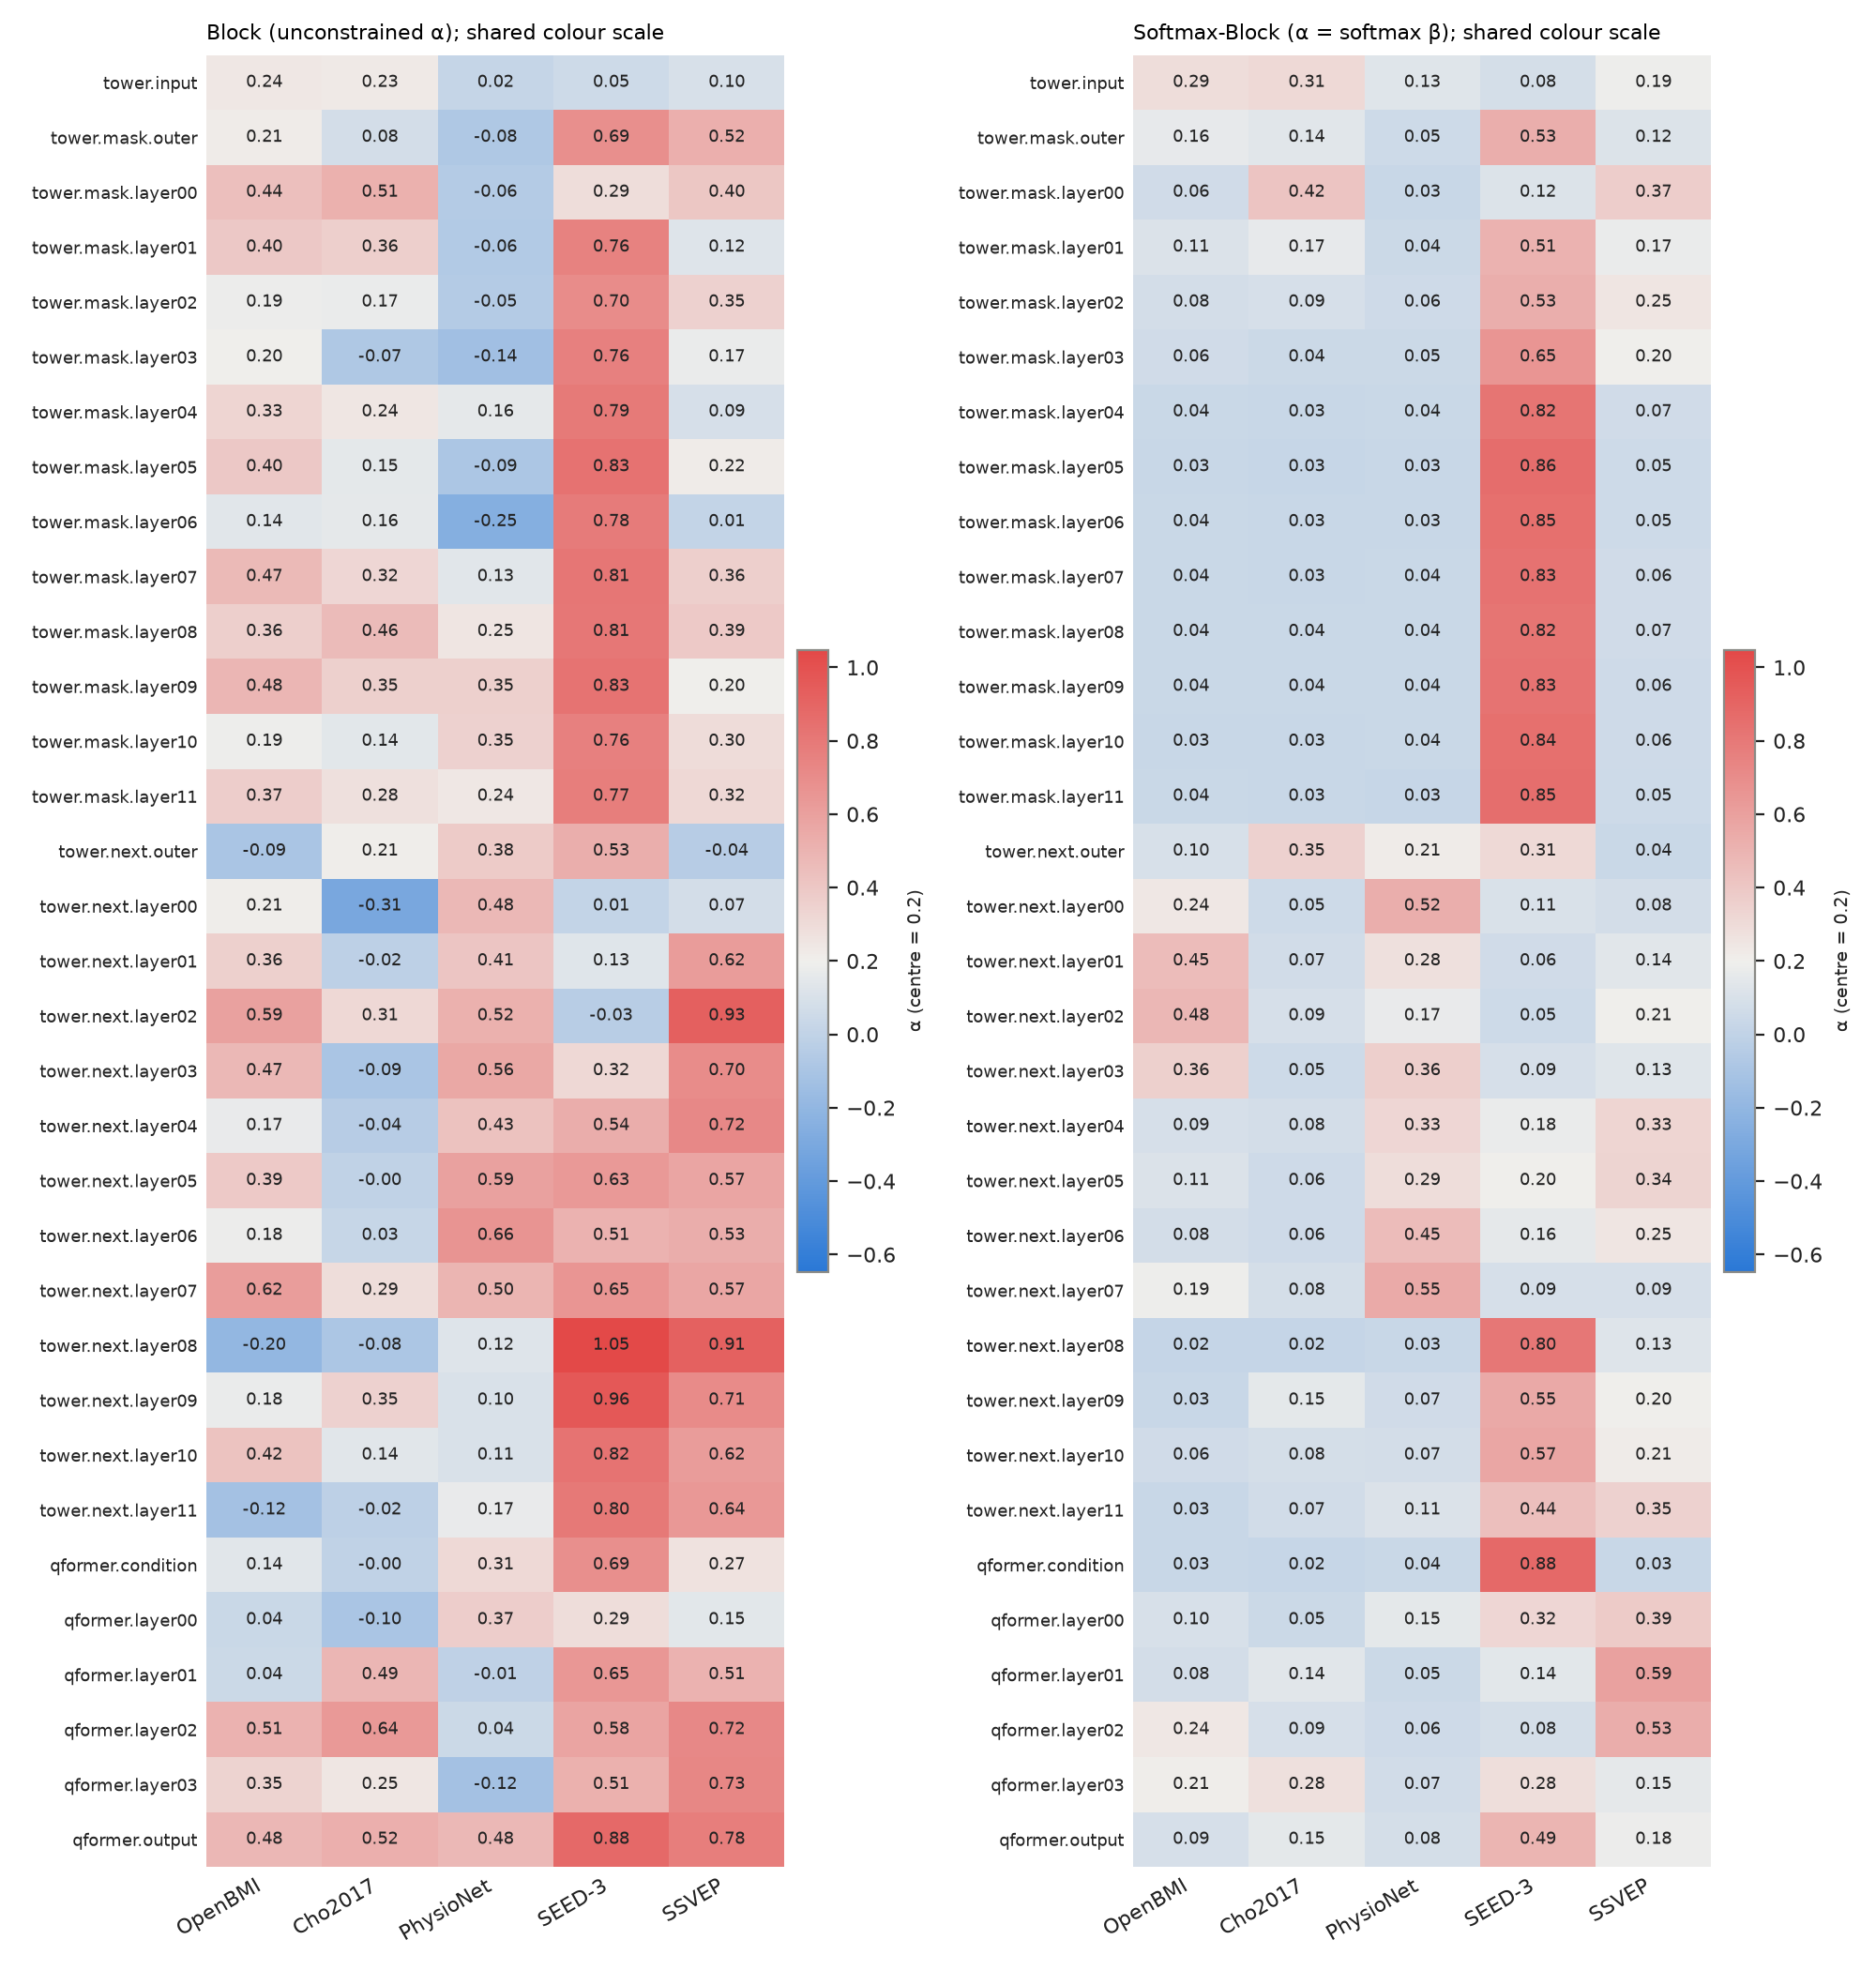 Block (unconstrained α); shared colour scale
tower.input 0.24 0.23 0.02 0.05 0.10
tower.mask.outer 0.21 0.08 -0.08 0.69 0.52
tower.mask.layer00 0.44 0.51 -0.06 0.29 0.40
tower.mask.layer01 0.40 0.36 -0.06 0.76 0.12
tower.mask.layer02 0.19 0.17 -0.05 0.70 0.35
tower.mask.layer03 0.20 -0.07 -0.14 0.76 0.17
tower.mask.layer04 0.33 0.24 0.16 0.79 0.09
tower.mask.layer05 0.40 0.15 -0.09 0.83 0.22
tower.mask.layer06 0.14 0.16 -0.25 0.78 0.01
tower.mask.layer07 0.47 0.32 0.13 0.81 0.36
tower.mask.layer08 0.36 0.46 0.25 0.81 0.39
tower.mask.layer09 0.48 0.35 0.35 0.83 0.20
tower.mask.layer10 0.19 0.14 0.35 0.76 0.30
tower.mask.layer11 0.37 0.28 0.24 0.77 0.32
tower.next.outer -0.09 0.21 0.38 0.53 -0.04
tower.next.layer00 0.21 -0.31 0.48 0.01 0.07
tower.next.layer01 0.36 -0.02 0.41 0.13 0.62
tower.next.layer02 0.59 0.31 0.52 -0.03 0.93
tower.next.layer03 0.47 -0.09 0.56 0.32 0.70
tower.next.layer04 0.17 -0.04 0.43 0.54 0.72
tower.next.layer05 0.39 -0.00 0.59 0.63 0.57
tower.next.layer06 0.18 0.03 0.66 0.51 0.53
tower.next.layer07 0.62 0.29 0.50 0.65 0.57
tower.next.layer08 -0.20 -0.08 0.12 1.05 0.91
tower.next.layer09 0.18 0.35 0.10 0.96 0.71
tower.next.layer10 0.42 0.14 0.11 0.82 0.62
tower.next.layer11 -0.12 -0.02 0.17 0.80 0.64
qformer.condition 0.14 -0.00 0.31 0.69 0.27
qformer.layer00 0.04 -0.10 0.37 0.29 0.15
qformer.layer01 0.04 0.49 -0.01 0.65 0.51
qformer.layer02 0.51 0.64 0.04 0.58 0.72
qformer.layer03 0.35 0.25 -0.12 0.51 0.73
qformer.output 0.48 0.52 0.48 0.88 0.78
OpenBMI Cho2017 PhysioNet SEED-3 SSVEP
1.0
0.8
0.6
0.4
0.2
0.0
−0.2
−0.4
−0.6
α (centre = 0.2)
Softmax-Block (α = softmax β); shared colour scale
tower.input 0.29 0.31 0.13 0.08 0.19
tower.mask.outer 0.16 0.14 0.05 0.53 0.12
tower.mask.layer00 0.06 0.42 0.03 0.12 0.37
tower.mask.layer01 0.11 0.17 0.04 0.51 0.17
tower.mask.layer02 0.08 0.09 0.06 0.53 0.25
tower.mask.layer03 0.06 0.04 0.05 0.65 0.20
tower.mask.layer04 0.04 0.03 0.04 0.82 0.07
tower.mask.layer05 0.03 0.03 0.03 0.86 0.05
tower.mask.layer06 0.04 0.03 0.03 0.85 0.05
tower.mask.layer07 0.04 0.03 0.04 0.83 0.06
tower.mask.layer08 0.04 0.04 0.04 0.82 0.07
tower.mask.layer09 0.04 0.04 0.04 0.83 0.06
tower.mask.layer10 0.03 0.03 0.04 0.84 0.06
tower.mask.layer11 0.04 0.03 0.03 0.85 0.05
tower.next.outer 0.10 0.35 0.21 0.31 0.04
tower.next.layer00 0.24 0.05 0.52 0.11 0.08
tower.next.layer01 0.45 0.07 0.28 0.06 0.14
tower.next.layer02 0.48 0.09 0.17 0.05 0.21
tower.next.layer03 0.36 0.05 0.36 0.09 0.13
tower.next.layer04 0.09 0.08 0.33 0.18 0.33
tower.next.layer05 0.11 0.06 0.29 0.20 0.34
tower.next.layer06 0.08 0.06 0.45 0.16 0.25
tower.next.layer07 0.19 0.08 0.55 0.09 0.09
tower.next.layer08 0.02 0.02 0.03 0.80 0.13
tower.next.layer09 0.03 0.15 0.07 0.55 0.20
tower.next.layer10 0.06 0.08 0.07 0.57 0.21
tower.next.layer11 0.03 0.07 0.11 0.44 0.35
qformer.condition 0.03 0.02 0.04 0.88 0.03
qformer.layer00 0.10 0.05 0.15 0.32 0.39
qformer.layer01 0.08 0.14 0.05 0.14 0.59
qformer.layer02 0.24 0.09 0.06 0.08 0.53
qformer.layer03 0.21 0.28 0.07 0.28 0.15
qformer.output 0.09 0.15 0.08 0.49 0.18
OpenBMI Cho2017 PhysioNet SEED-3 SSVEP
1.0
0.8
0.6
0.4
0.2
0.0
−0.2
−0.4
−0.6
α (centre = 0.2)